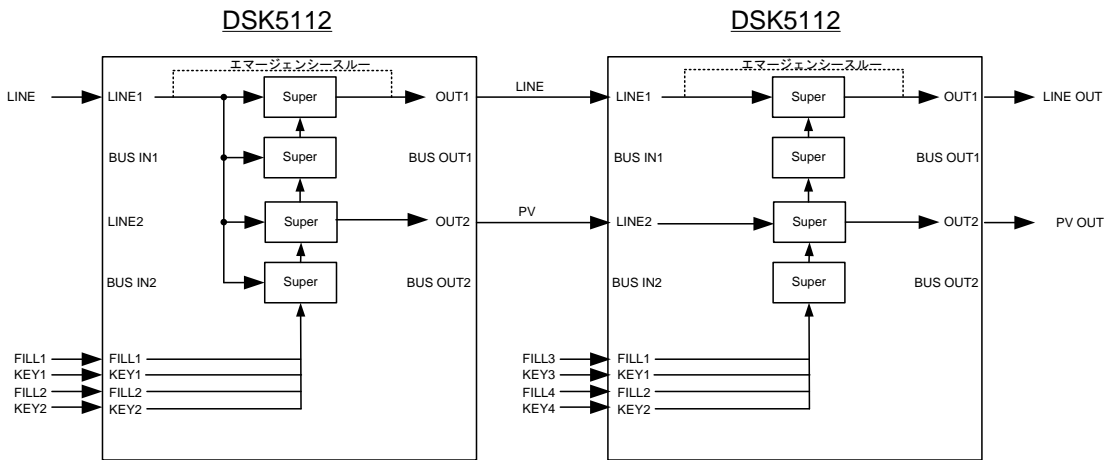 DSK5112
DSK5112
エマージェンシースルー
エマージェンシースルー
LINE
LINE1
Super
OUT1
LINE
LINE1
Super
OUT1
LINE OUT
BUS IN1
Super
BUS OUT1
BUS IN1
Super
BUS OUT1
LINE2
Super
OUT2
PV
LINE2
Super
OUT2
PV OUT
BUS IN2
Super
BUS OUT2
BUS IN2
Super
BUS OUT2
FILL1
FILL1
FILL3
FILL1
KEY1
KEY1
KEY3
KEY1
FILL2
FILL2
FILL4
FILL2
KEY2
KEY2
KEY4
KEY2